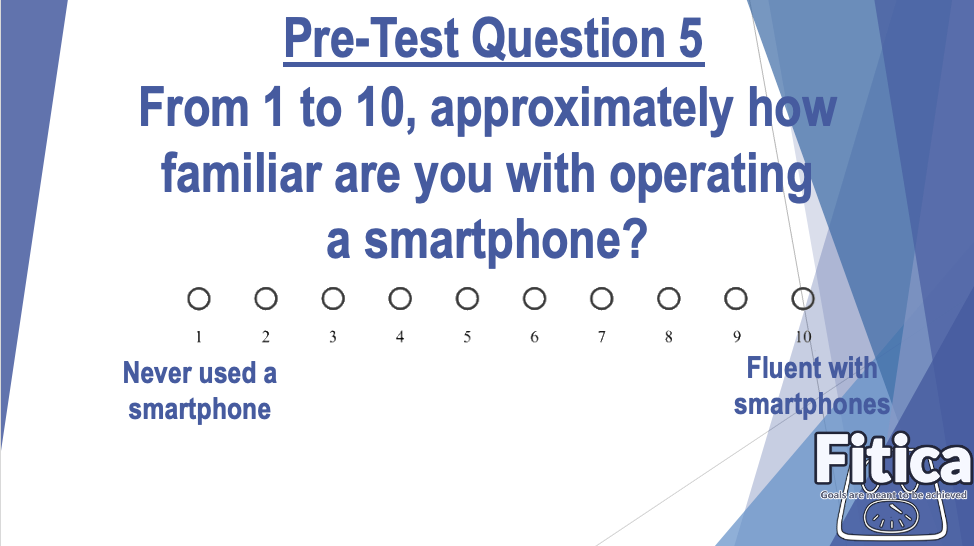 Pre-Test Question 5
From 1 to 10, approximately how
familiar are you with operating
a smartphone?
1 2 3 4 5 6 7 8 9 10
Never used a
smartphone
Fluent with
smartphones
Fitica
Goals are meant to be achieved